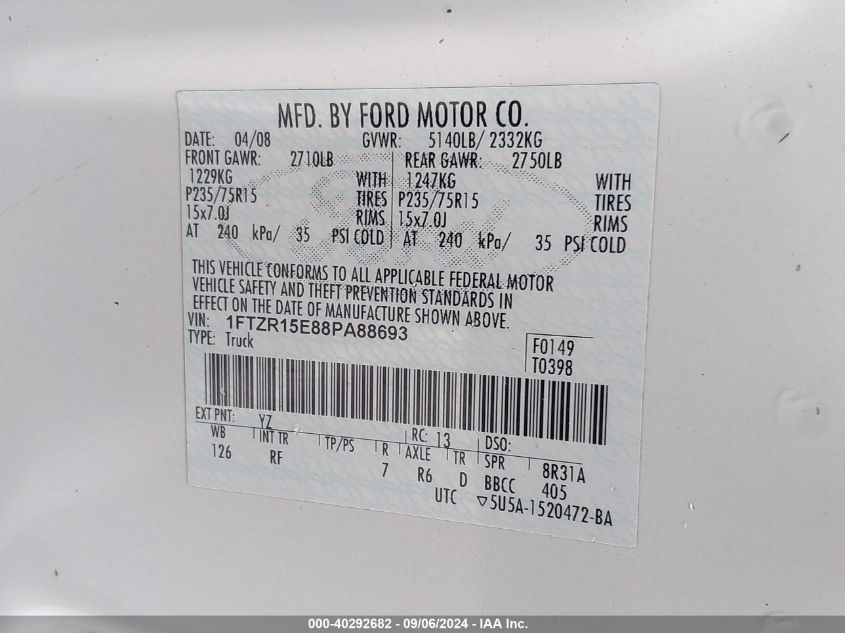 MFD. BY FORD MOTOR CO.
DATE: 04/08 GVWR: 5140LB/ 2332KG
FRONT GAWR: 2710LB REAR GAWR: 2750LB
1229KG WITH 1247KG WITH
P235/75R15 TIRES P235/75R15 TIRES
15x7.0J RIMS 15x7.0J RIMS
AT 240 kPa/ 35 PSI COLD AT 240 kPa/ 35 PSI COLD
THIS VEHICLE CONFORMS TO ALL APPLICABLE FEDERAL MOTOR
VEHICLE SAFETY AND THEFT PREVENTION STANDARDS IN
EFFECT ON THE DATE OF MANUFACTURE SHOWN ABOVE.
VIN: 1FTZR15E88PA88693
TYPE: Truck
F0149
T0398
EXT PNT: YZ RC: 13 DSO:
WB INT TR TP/PS R AXLE TR SPR 8R31A
126 RF 7 R6 D BBCC 405
UTC ▽5U5A-1520472-BA
000-40292682 - 09/06/2024 - IAA Inc.